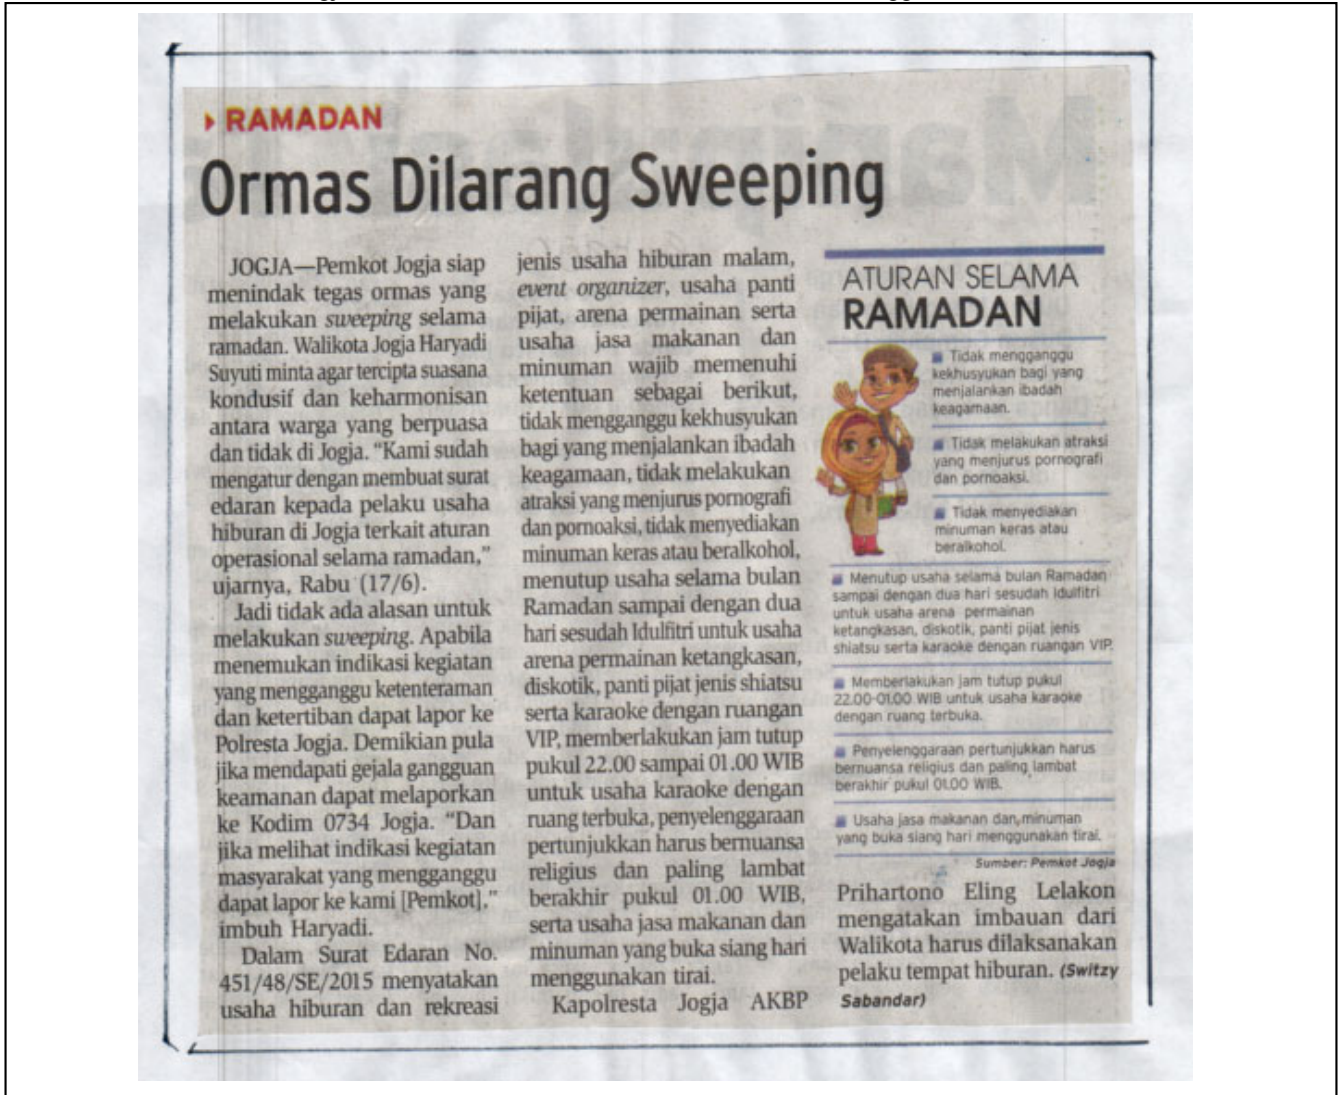 RAMADAN
Ormas Dilarang Sweeping
JOGJA—Pemkot Jogja siap
menindak tegas ormas yang
melakukan sweeping selama
ramadan. Walikota Jogja Haryadi
Suyuti minta agar tercipta suasana
kondusif dan keharmonisan
antara warga yang berpuasa
dan tidak di Jogja. “Kami sudah
mengatur dengan membuat surat
edaran kepada pelaku usaha
hiburan di Jogja terkait aturan
operasional selama ramadan,”
ujarnya, Rabu (17/6).
Jadi tidak ada alasan untuk
melakukan sweeping. Apabila
menemukan indikasi kegiatan
yang mengganggu ketenteraman
dan ketertiban dapat lapor ke
Polresta Jogja. Demikian pula
jika mendapati gejala gangguan
keamanan dapat melaporkan
ke Kodim 0734 Jogja. “Dan
jika melihat indikasi kegiatan
masyarakat yang mengganggu
dapat lapor ke kami [Pemkot],”
imbuh Haryadi.
Dalam Surat Edaran No.
451/48/SE/2015 menyatakan
usaha hiburan dan rekreasi
jenis usaha hiburan malam,
event organizer, usaha panti
pijat, arena permainan serta
usaha jasa makanan dan
minuman wajib memenuhi
ketentuan sebagai berikut,
tidak mengganggu kekhusyukan
bagi yang menjalankan ibadah
keagamaan, tidak melakukan
atraksi yang menjurus pornografi
dan pornoaksi, tidak menyediakan
minuman keras atau beralkohol,
menutup usaha selama bulan
Ramadan sampai dengan dua
hari sesudah Idulfitri untuk usaha
arena permainan ketangkasan,
diskotik, panti pijat jenis shiatsu
serta karaoke dengan ruangan
VIP, memberlakukan jam tutup
pukul 22.00 sampai 01.00 WIB
untuk usaha karaoke dengan
ruang terbuka, penyelenggaraan
pertunjukkan harus bernuansa
religius dan paling lambat
berakhir pukul 01.00 WIB,
serta usaha jasa makanan dan
minuman yang buka siang hari
menggunakan tirai.
Kapolresta Jogja AKBP
ATURAN SELAMA
RAMADAN
Tidak mengganggu
kekhusyukan bagi yang
menjalankan ibadah
keagamaan.
Tidak melakukan atraksi
yang menjurus pornografi
dan pornoaksi.
Tidak menyediakan
minuman keras atau
beralkohol.
Menutup usaha selama bulan Ramadan
sampai dengan dua hari sesudah Idulfitri
untuk usaha arena permainan
ketangkasan, diskotik, panti pijat jenis
shiatsu serta karaoke dengan ruangan VIP.
Memberlakukan jam tutup pukul
22.00-01.00 WIB untuk usaha karaoke
dengan ruang terbuka.
Penyelenggaraan pertunjukkan harus
bernuansa religius dan paling lambat
berakhir pukul 01.00 WIB.
Usaha jasa makanan dan minuman
yang buka siang hari menggunakan tirai.
Sumber: Pemkot Jogja
Prihartono Eling Lelakon
mengatakan imbauan dari
Walikota harus dilaksanakan
pelaku tempat hiburan. (Switzy
Sabandar)